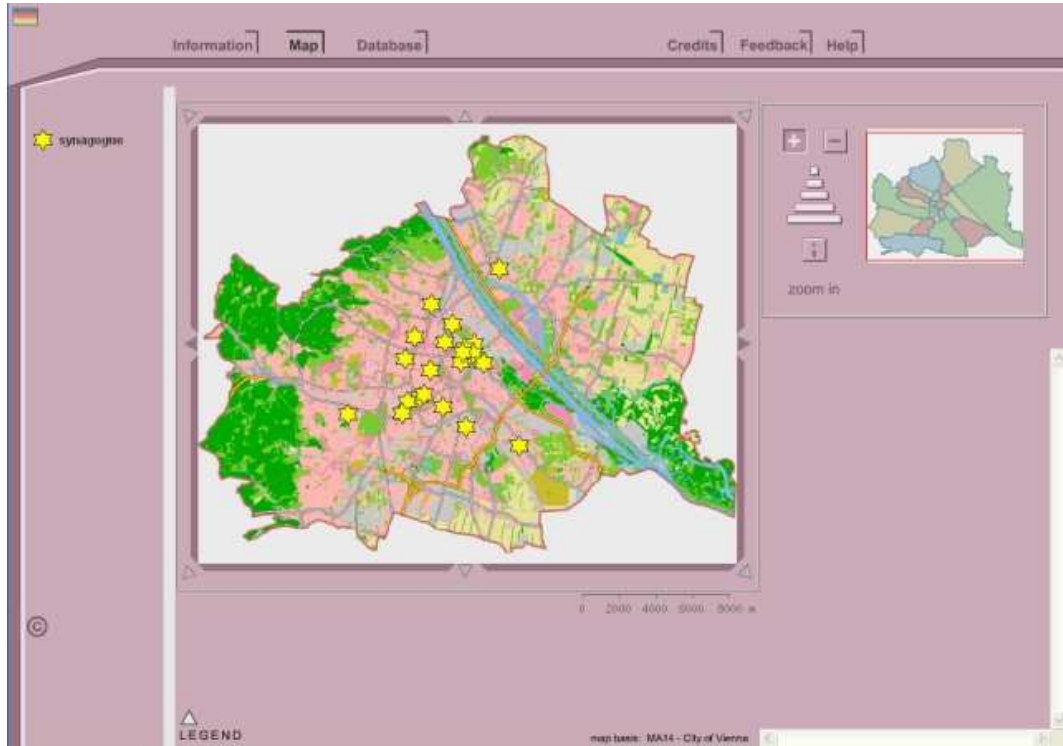 Information Map Database Credits Feedback Help
synagogue
zoom in
0 2000 4000 6000 8000 m
©
LEGEND
map basis: MA14 - City of Vienna